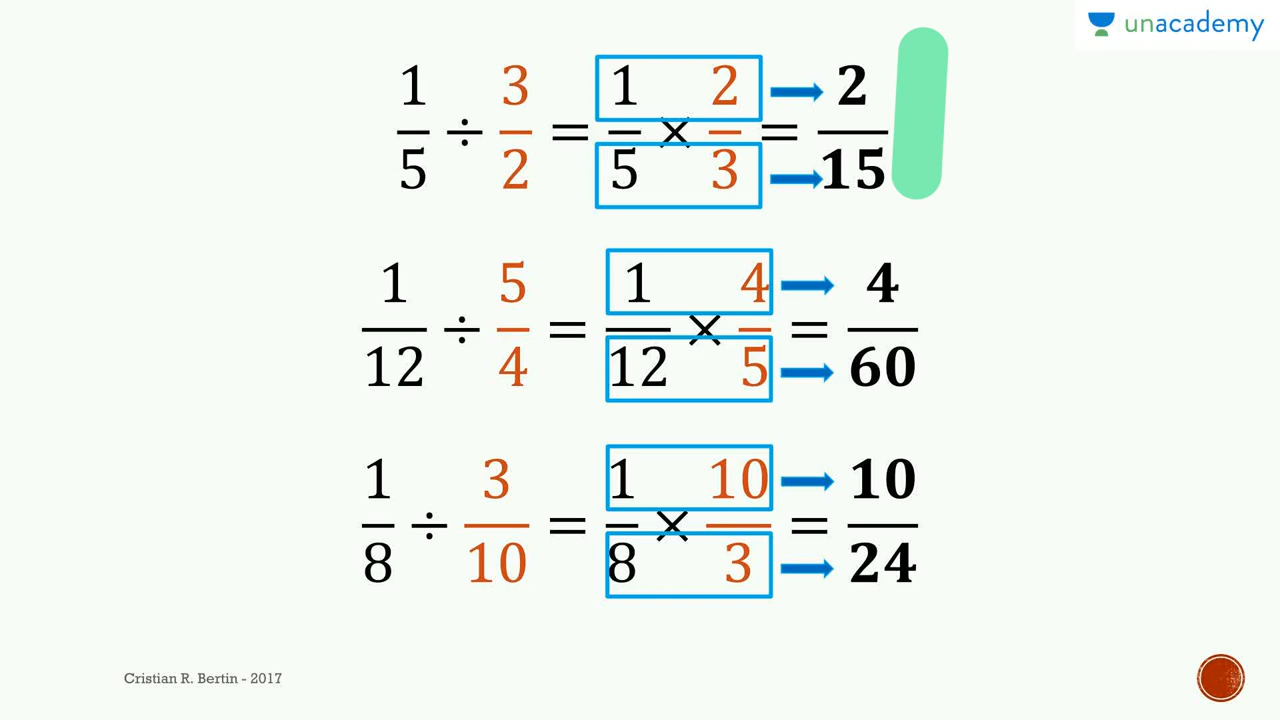 unacademy
1/5 ÷ 3/2 = 1/5 × 2/3 = 2/15
1/12 ÷ 5/4 = 1/12 × 4/5 = 4/60
1/8 ÷ 3/10 = 1/8 × 10/3 = 10/24
Cristian R. Bertin - 2017